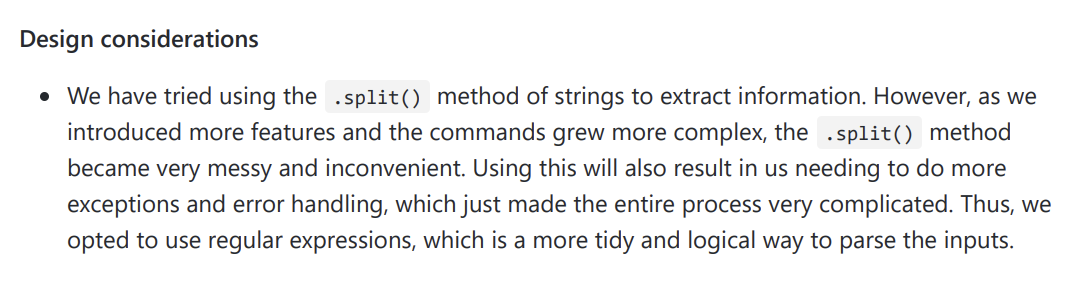 Design considerations
• We have tried using the .split() method of strings to extract information. However, as we
introduced more features and the commands grew more complex, the .split() method
became very messy and inconvenient. Using this will also result in us needing to do more
exceptions and error handling, which just made the entire process very complicated. Thus, we
opted to use regular expressions, which is a more tidy and logical way to parse the inputs.